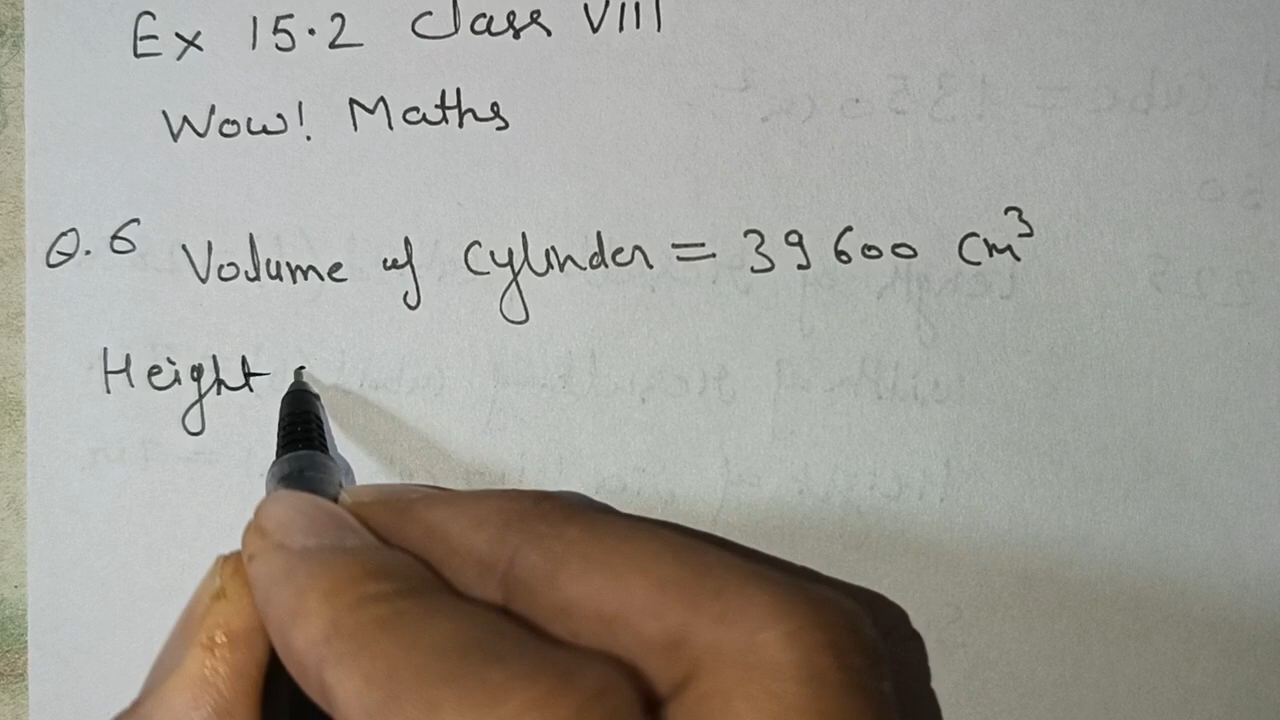 Ex 15.2 Class VIII
Wow! Maths
Q.6 Volume of Cylinder = 39600 cm³
Height